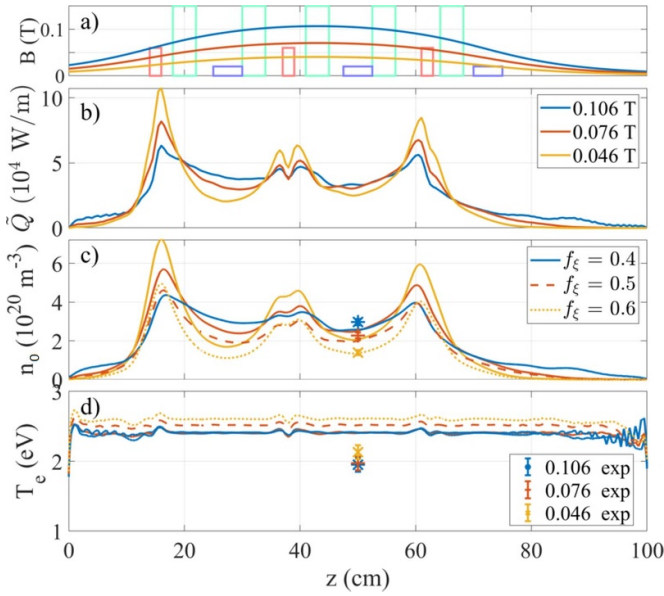 a)
B (T)
0.1
0
b)
Q̃ (10⁴ W/m)
10
5
0
0.106 T
0.076 T
0.046 T
c)
n₀ (10²⁰ m⁻³)
6
4
2
0
f_ξ = 0.4
f_ξ = 0.5
f_ξ = 0.6
d)
T_e (eV)
3
2
1
0.106 exp
0.076 exp
0.046 exp
0 20 40 60 80 100
z (cm)